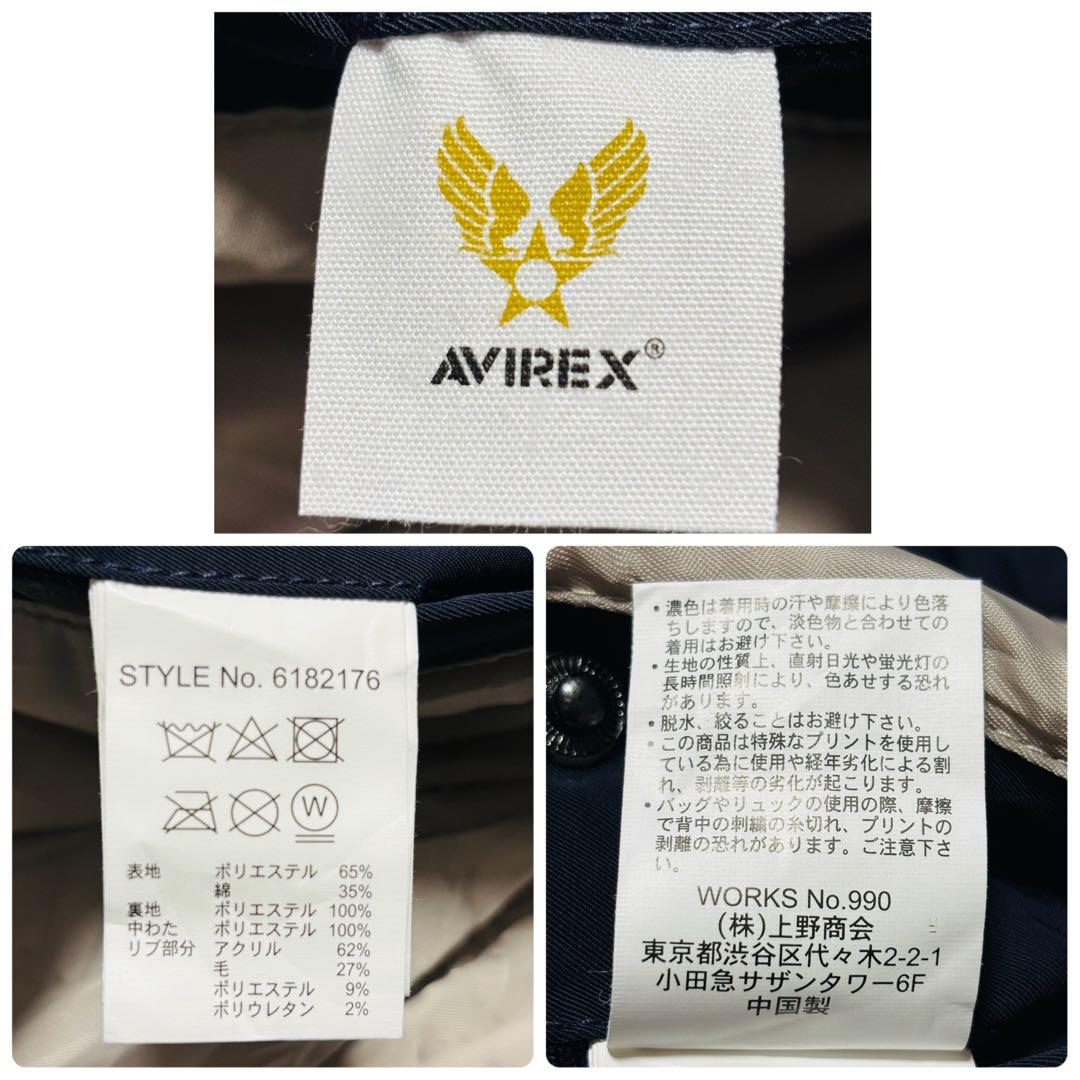 AVIREX®
STYLE No. 6182176
W
表地 ポリエステル 65%
綿 35%
裏地 ポリエステル 100%
中わた ポリエステル 100%
リブ部分 アクリル 62%
毛 27%
ポリエステル 9%
ポリウレタン 2%
・濃色は着用時の汗や摩擦により色落
ちしますので、淡色物と合わせての
着用はお避け下さい。
・生地の性質上、直射日光や蛍光灯の
長時間照射により、色あせする恐れ
があります。
・脱水、絞ることはお避け下さい。
・この商品は特殊なプリントを使用し
ている為に使用や経年劣化による割
れ、剥離等の劣化が起こります。
・バッグやリュックの使用の際、摩擦
で背中の刺繍の糸切れ、プリントの
剥離の恐れがあります。ご注意下さ
い。
WORKS No.990
(株)上野商会
東京都渋谷区代々木2-2-1
小田急サザンタワー6F
中国製